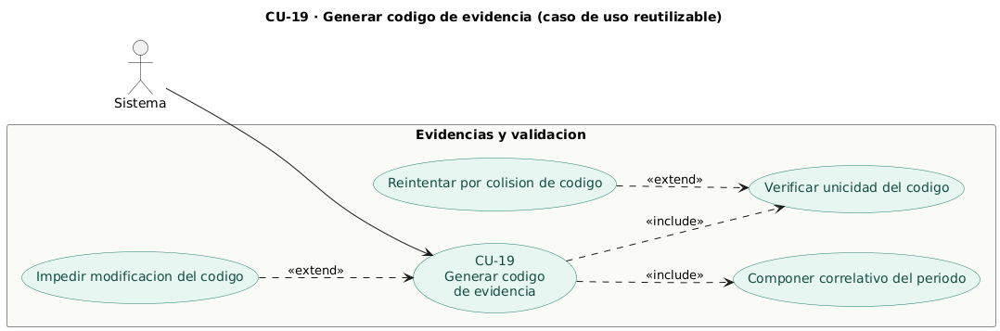 CU-19 · Generar codigo de evidencia (caso de uso reutilizable)
Sistema
Evidencias y validacion
Reintentar por colision de codigo
«extend»
Verificar unicidad del codigo
«include»
Impedir modificacion del codigo
«extend»
CU-19
Generar codigo
de evidencia
«include»
Componer correlativo del periodo